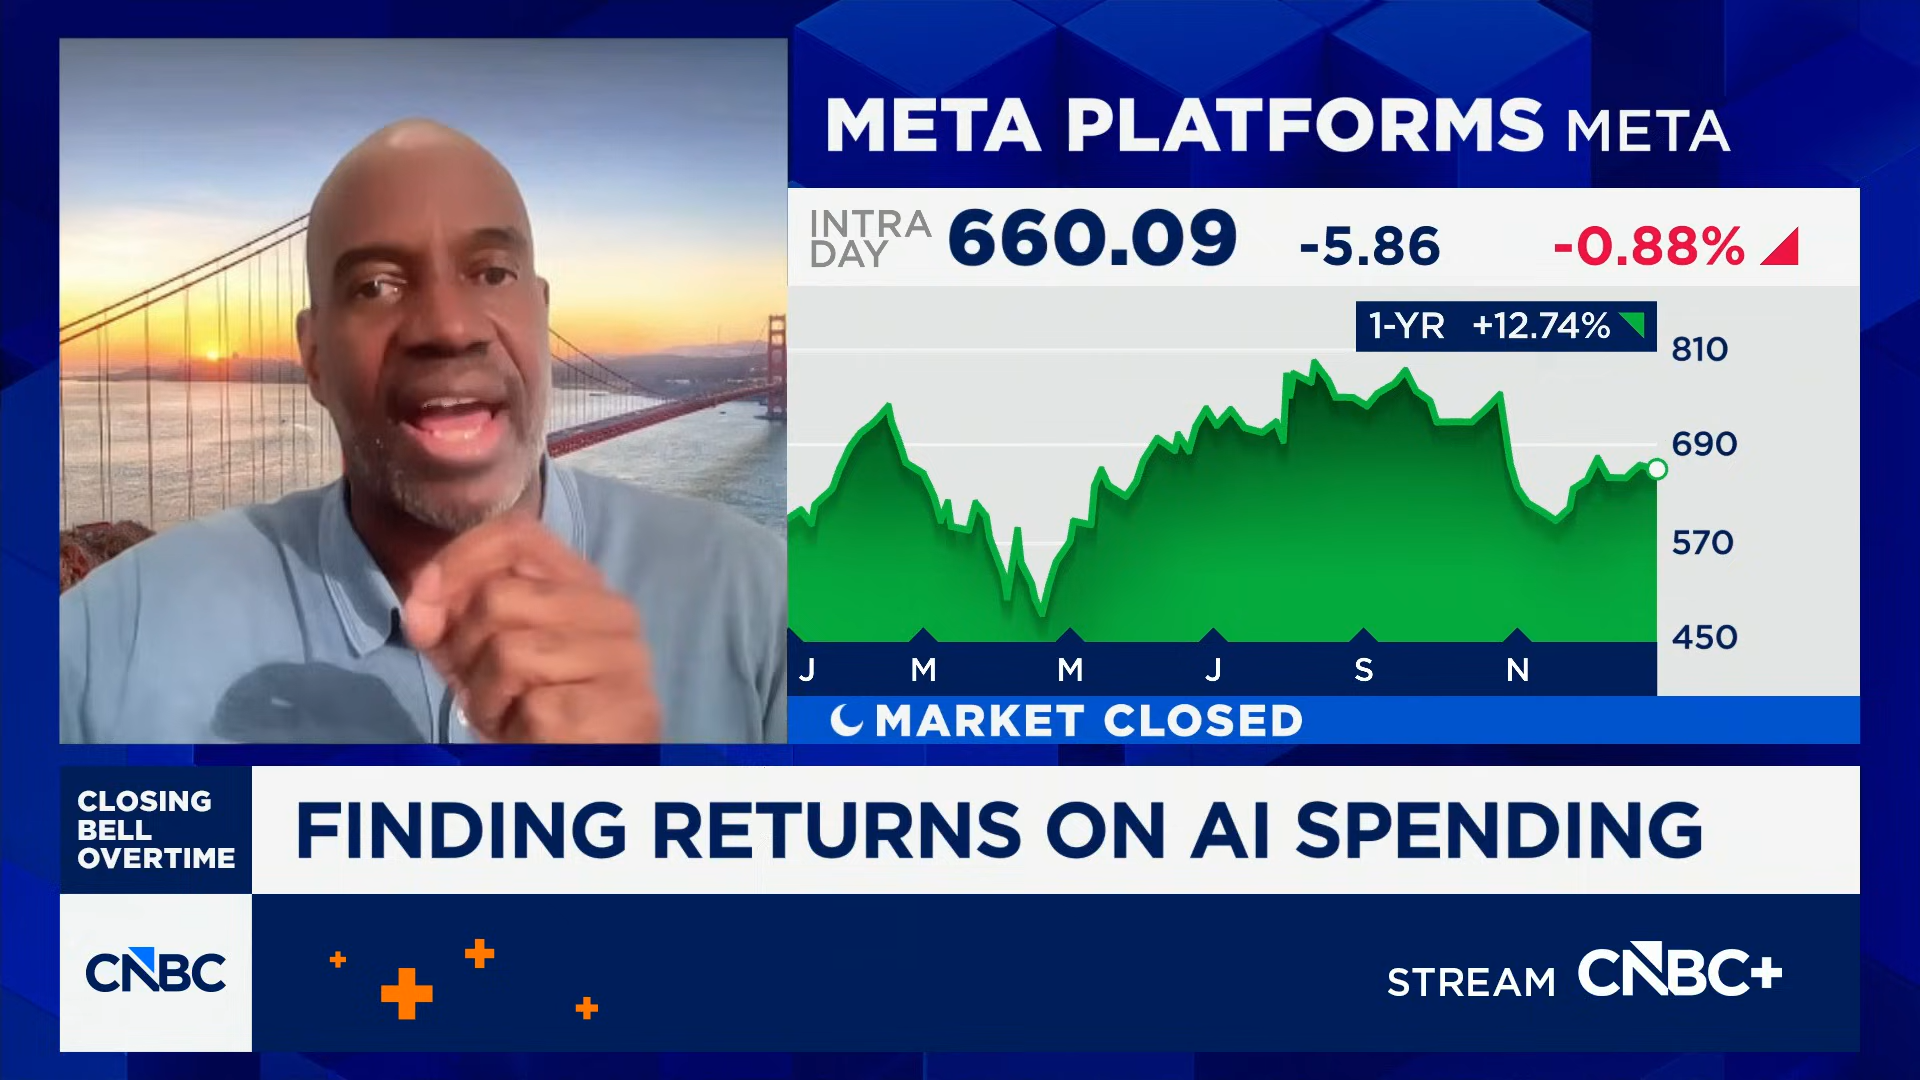 META PLATFORMS META
INTRA DAY 660.09 -5.86 -0.88%
1-YR +12.74%
810
690
570
450
J M M J S N
MARKET CLOSED
CLOSING
BELL
OVERTIME
FINDING RETURNS ON AI SPENDING
CNBC
STREAM CNBC+